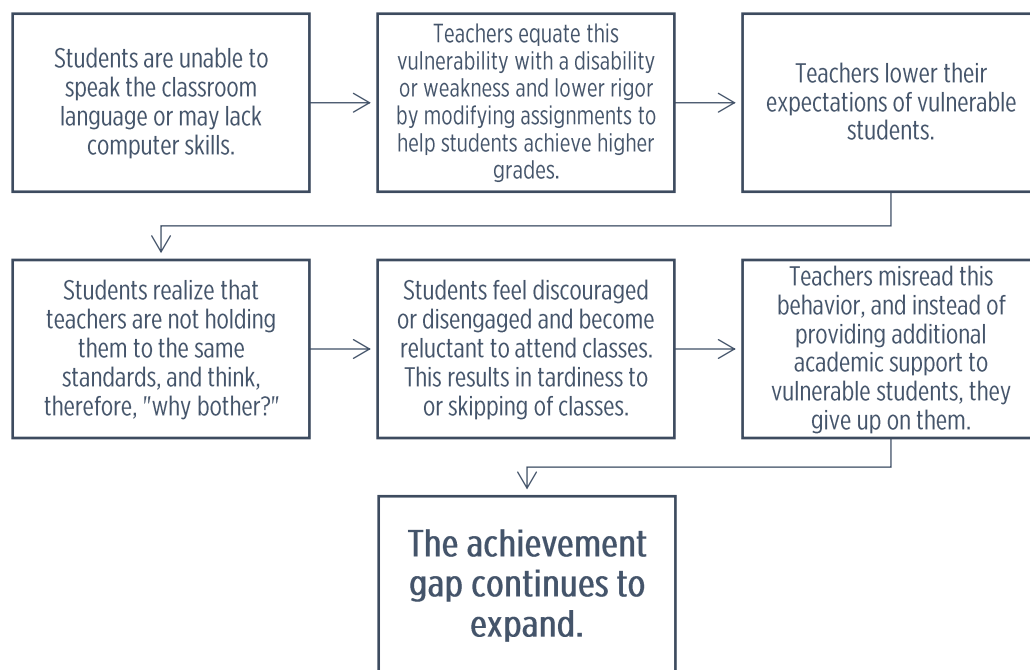 Students are unable to
speak the classroom
language or may lack
computer skills.
Teachers equate this
vulnerability with a disability
or weakness and lower rigor
by modifying assignments to
help students achieve higher
grades.
Teachers lower their
expectations of vulnerable
students.
Students realize that
teachers are not holding
them to the same
standards, and think,
therefore, "why bother?"
Students feel discouraged
or disengaged and become
reluctant to attend classes.
This results in tardiness to
or skipping of classes.
Teachers misread this
behavior, and instead of
providing additional
academic support to
vulnerable students, they
give up on them.
The achievement
gap continues to
expand.